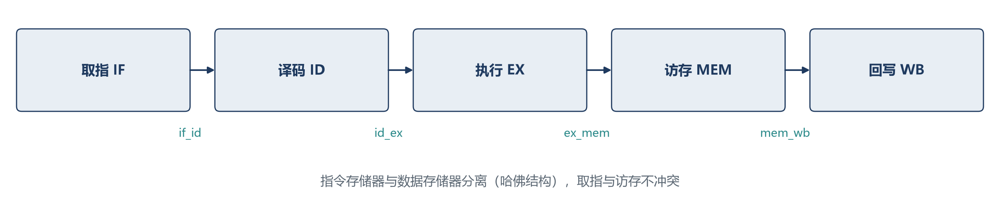 取指 IF
译码 ID
执行 EX
访存 MEM
回写 WB
if_id
id_ex
ex_mem
mem_wb
指令存储器与数据存储器分离（哈佛结构），取指与访存不冲突